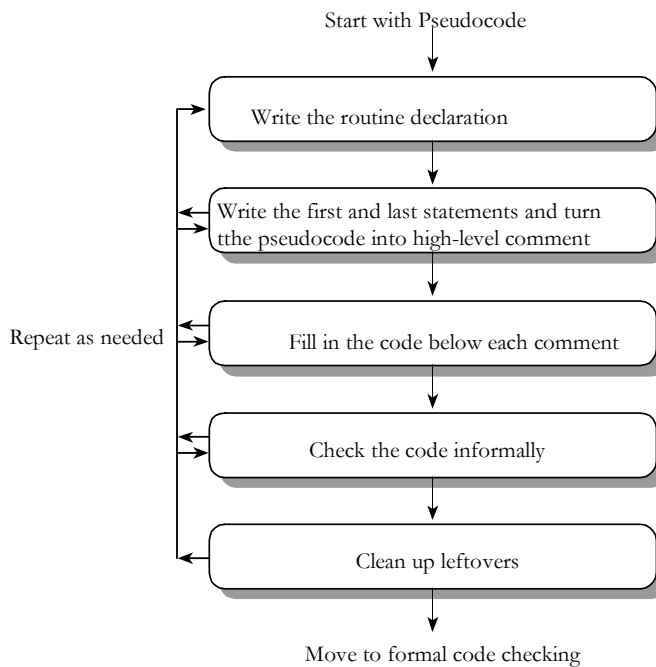 Start with Pseudocode
Write the routine declaration
Write the first and last statements and turn
tthe pseudocode into high-level comment
Repeat as needed
Fill in the code below each comment
Check the code informally
Clean up leftovers
Move to formal code checking